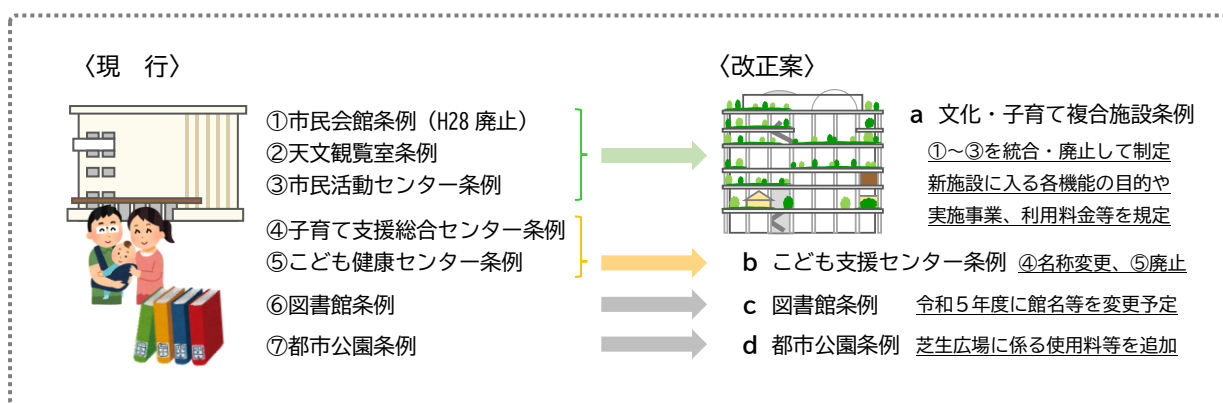 〈現　行〉
①市民会館条例（H28 廃止）
②天文観覧室条例
③市民活動センター条例
④子育て支援総合センター条例
⑤こども健康センター条例
⑥図書館条例
⑦都市公園条例
〈改正案〉
a 文化・子育て複合施設条例
①～③を統合・廃止して制定
新施設に入る各機能の目的や
実施事業、利用料金等を規定
b こども支援センター条例 ④名称変更、⑤廃止
c 図書館条例 令和５年度に館名等を変更予定
d 都市公園条例 芝生広場に係る使用料等を追加